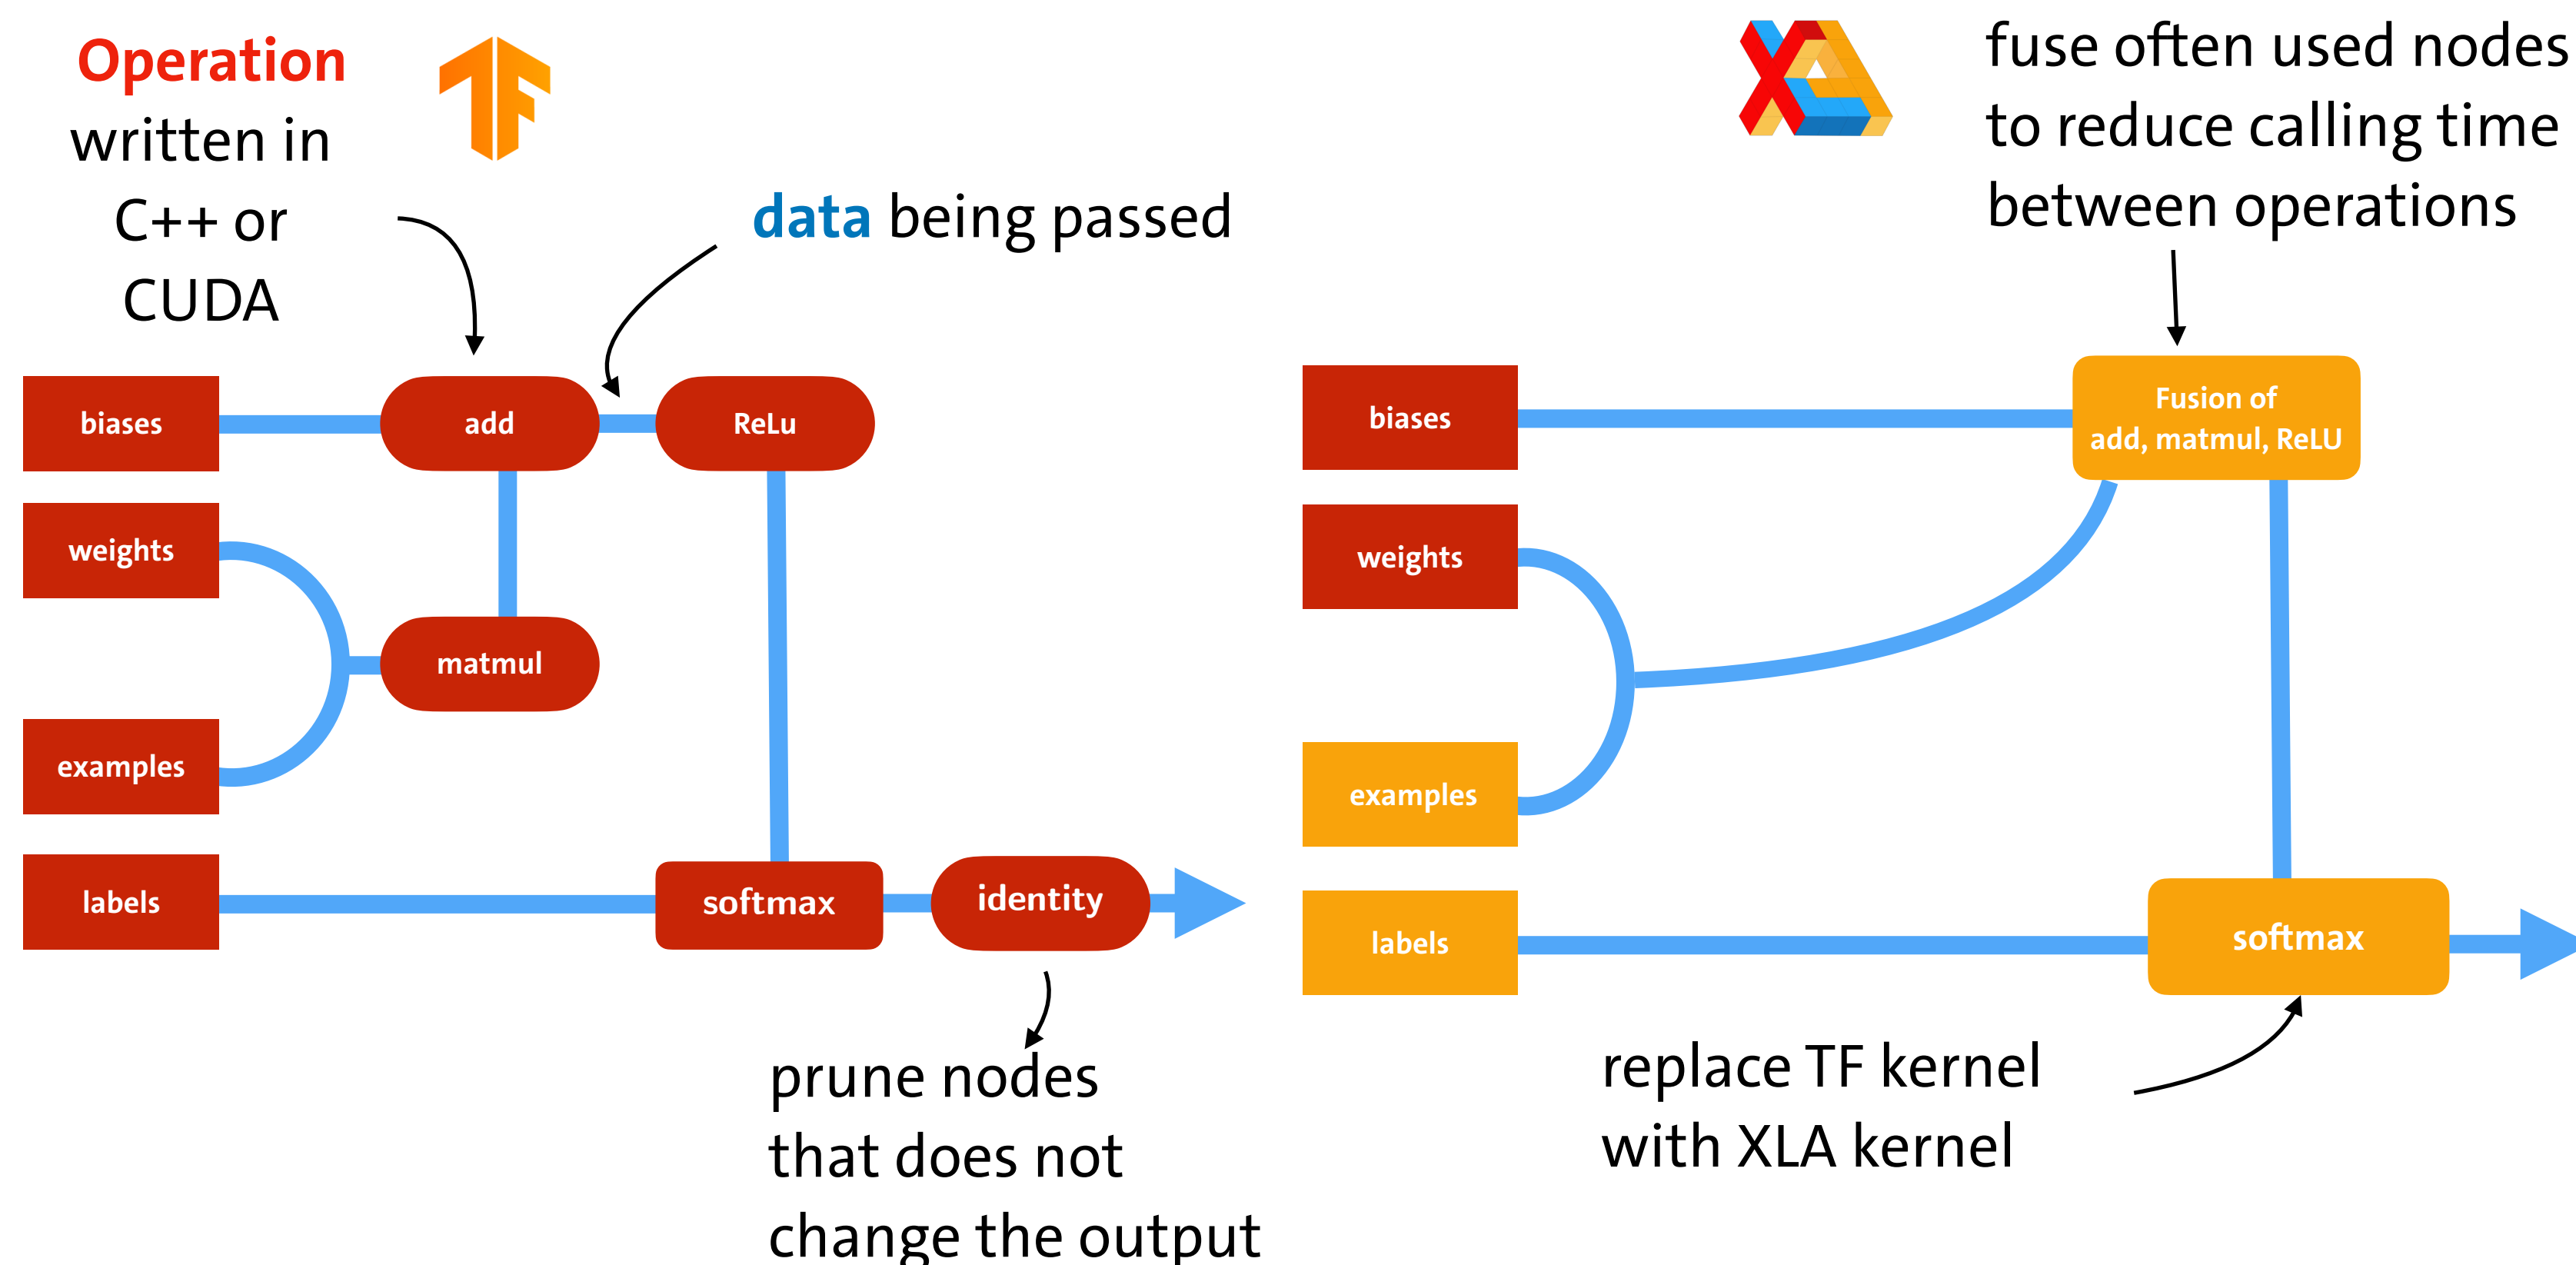 Operation
written in
C++ or
CUDA
data being passed
biases
add
ReLu
weights
matmul
examples
labels
softmax
identity
prune nodes
that does not
change the output
fuse often used nodes
to reduce calling time
between operations
biases
Fusion of
add, matmul, ReLU
weights
examples
labels
softmax
replace TF kernel
with XLA kernel